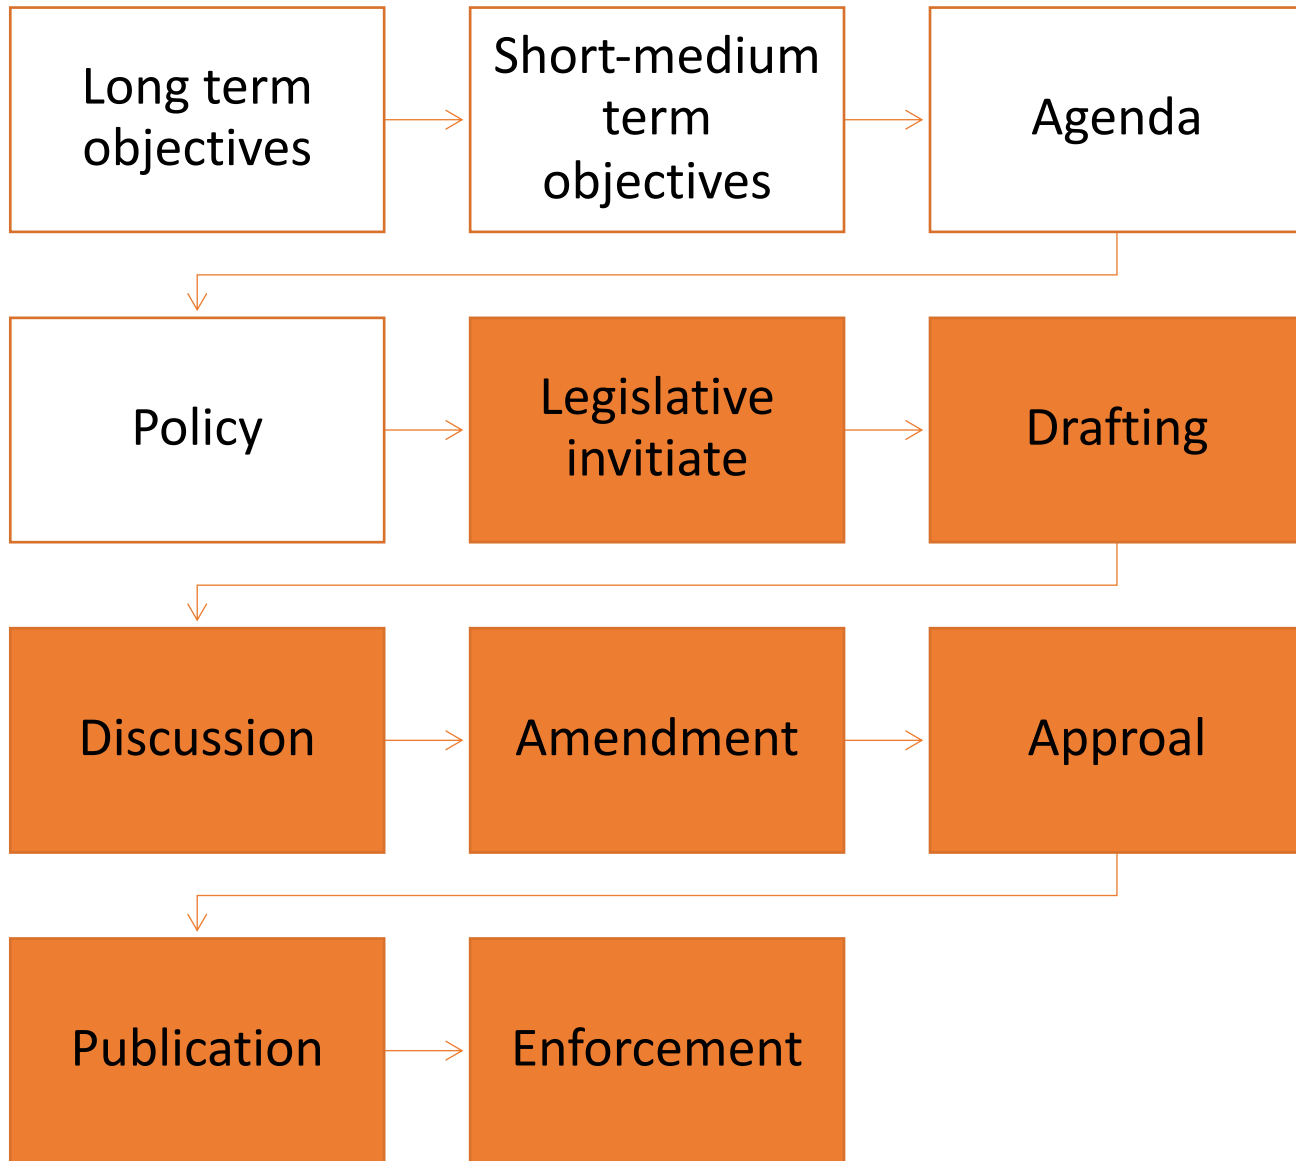 Long term
objectives
Short-medium
term
objectives
Agenda
Policy
Legislative
invitiate
Drafting
Discussion
Amendment
Approal
Publication
Enforcement